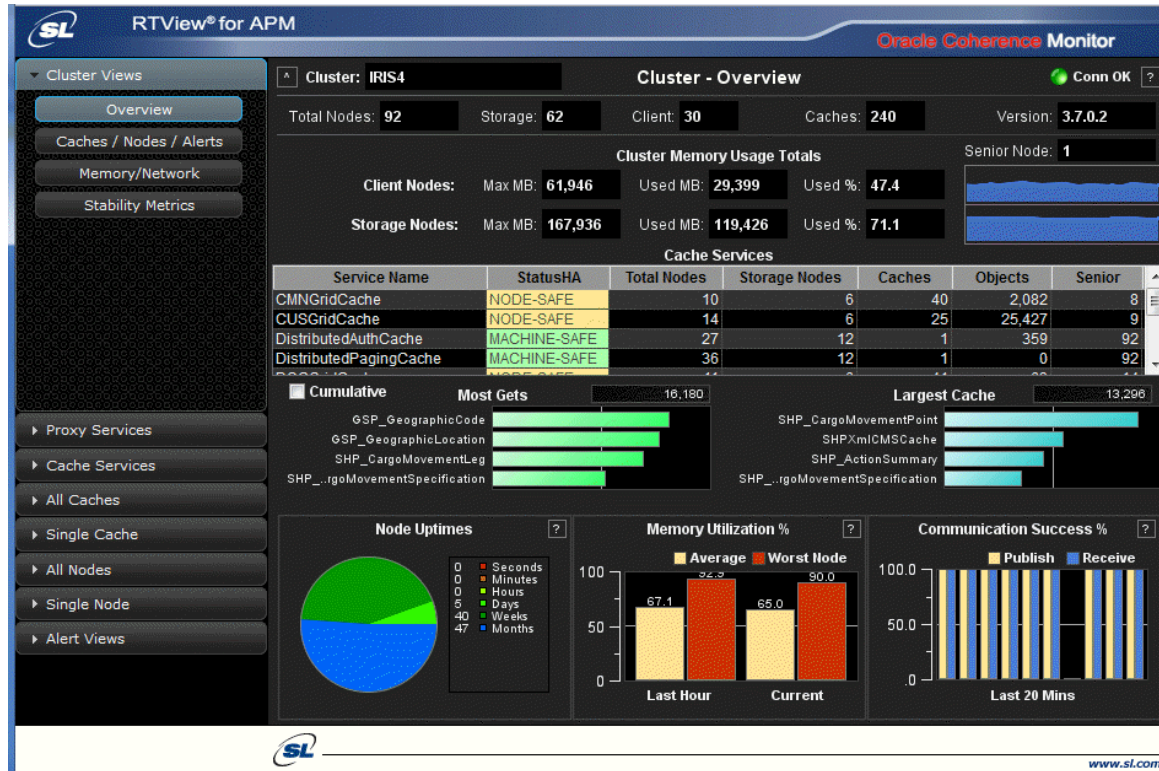 SL RTView® for APM
Oracle Coherence Monitor
Cluster Views
Overview
Caches / Nodes / Alerts
Memory/Network
Stability Metrics
Proxy Services
Cache Services
All Caches
Single Cache
All Nodes
Single Node
Alert Views
^ Cluster: IRIS4 Cluster - Overview Conn OK ?
Total Nodes: 92 Storage: 62 Client: 30 Caches: 240 Version: 3.7.0.2
Senior Node: 1
Cluster Memory Usage Totals
Client Nodes: Max MB: 61,946 Used MB: 29,399 Used %: 47.4
Storage Nodes: Max MB: 167,936 Used MB: 119,426 Used %: 71.1
Cache Services
Service Name StatusHA Total Nodes Storage Nodes Caches Objects Senior
CMNGridCache NODE-SAFE 10 6 40 2,082 8
CUSGridCache NODE-SAFE 14 6 25 25,427 9
DistributedAuthCache MACHINE-SAFE 27 12 1 359 92
DistributedPagingCache MACHINE-SAFE 36 12 1 0 92
Cumulative Most Gets 16,180
GSP_GeographicCode
GSP_GeographicLocation
SHP_CargoMovementLeg
SHP_..rgoMovementSpecification
Largest Cache 13,296
SHP_CargoMovementPoint
SHPXmlCMSCache
SHP_ActionSummary
SHP_..rgoMovementSpecification
Node Uptimes ?
0 Seconds
0 Minutes
0 Hours
5 Days
40 Weeks
47 Months
Memory Utilization % ?
Average Worst Node
100
50
0
67.1 92.9 65.0 90.0
Last Hour Current
Communication Success % ?
Publish Receive
100.0
50.0
.0
Last 20 Mins
SL
www.sl.com